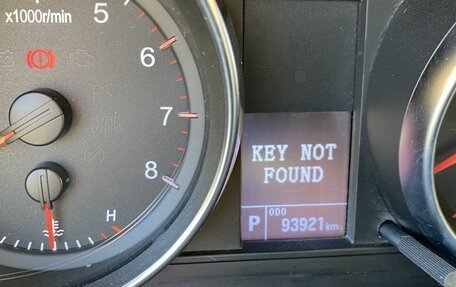 5
x1000r/min
6
7
8
H
KEY NOT
FOUND
ODO
P 93921km